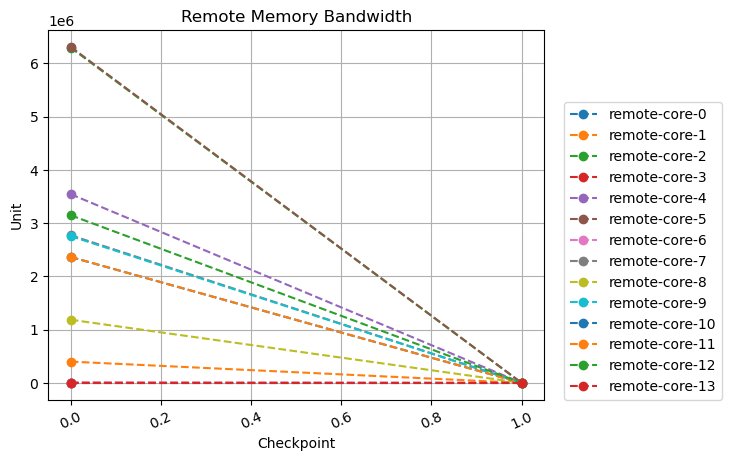 Remote Memory Bandwidth
1e6
6
5
4
3
2
1
0
Unit
0.0 0.2 0.4 0.6 0.8 1.0
Checkpoint
remote-core-0
remote-core-1
remote-core-2
remote-core-3
remote-core-4
remote-core-5
remote-core-6
remote-core-7
remote-core-8
remote-core-9
remote-core-10
remote-core-11
remote-core-12
remote-core-13